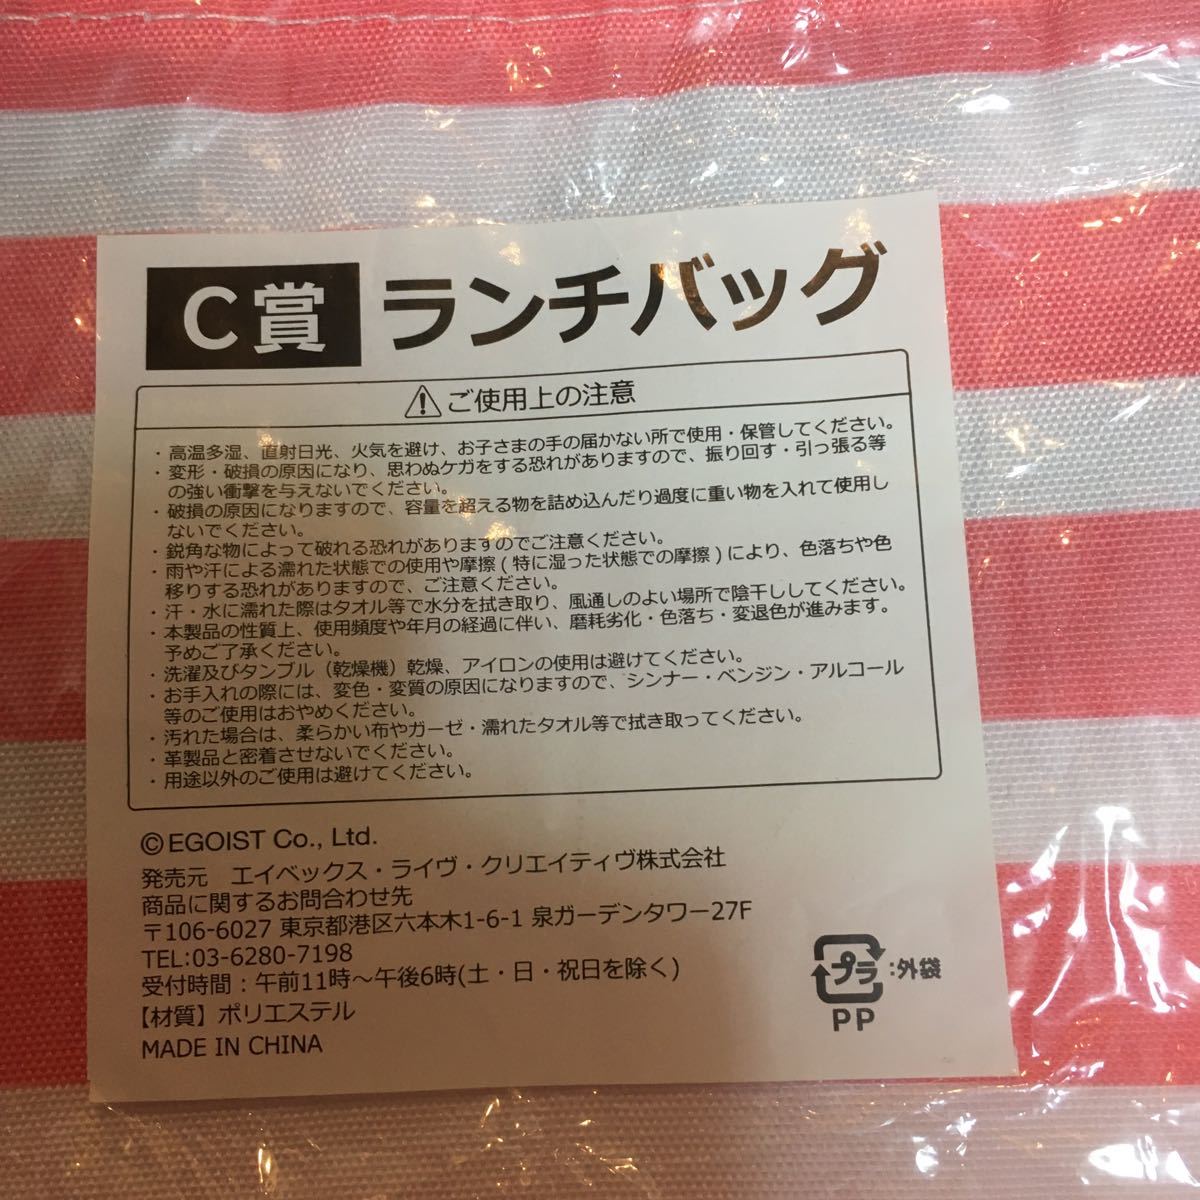 C賞 ランチバッグ
⚠ご使用上の注意
・高温多湿、直射日光、火気を避け、お子さまの手の届かない所で使用・保管してください。
・変形・破損の原因になり、思わぬケガをする恐れがありますので、振り回す・引っ張る等
の強い衝撃を与えないでください。
・破損の原因になりますので、容量を超える物を詰め込んだり過度に重い物を入れて使用し
ないでください。
・鋭角な物によって破れる恐れがありますのでご注意ください。
・雨や汗による濡れた状態での使用や摩擦(特に湿った状態での摩擦)により、色落ちや色
移りする恐れがありますので、ご注意ください。
・汗・水に濡れた際はタオル等で水分を拭き取り、風通しのよい場所で陰干ししてください。
・本製品の性質上、使用頻度や年月の経過に伴い、磨耗劣化・色落ち・変退色が進みます。
予めご了承ください。
・洗濯及びタンブル（乾燥機）乾燥、アイロンの使用は避けてください。
・お手入れの際には、変色・変質の原因になりますので、シンナー・ベンジン・アルコール
等のご使用はおやめください。
・汚れた場合は、柔らかい布やガーゼ・濡れたタオル等で拭き取ってください。
・革製品と密着させないでください。
・用途以外のご使用は避けてください。
©EGOIST Co., Ltd.
発売元 エイベックス・ライヴ・クリエイティヴ株式会社
商品に関するお問合わせ先
〒106-6027 東京都港区六本木1-6-1 泉ガーデンタワー27F
TEL:03-6280-7198
受付時間：午前11時～午後6時(土・日・祝日を除く)
【材質】ポリエステル
MADE IN CHINA
プラ：外袋
PP